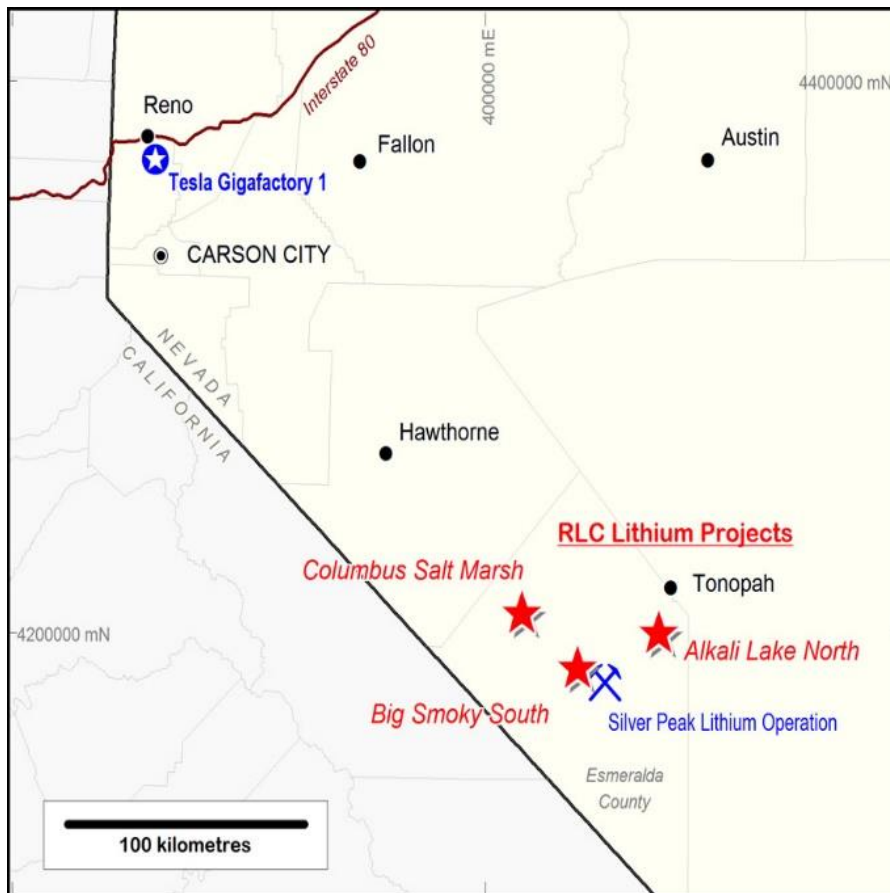 400000 mE
4400000 mN
Interstate 80
Reno
Tesla Gigafactory 1
Fallon
Austin
CARSON CITY
NEVADA
CALIFORNIA
Hawthorne
RLC Lithium Projects
Columbus Salt Marsh
Tonopah
4200000 mN
Alkali Lake North
Big Smoky South
Silver Peak Lithium Operation
Esmeralda
County
100 kilometres